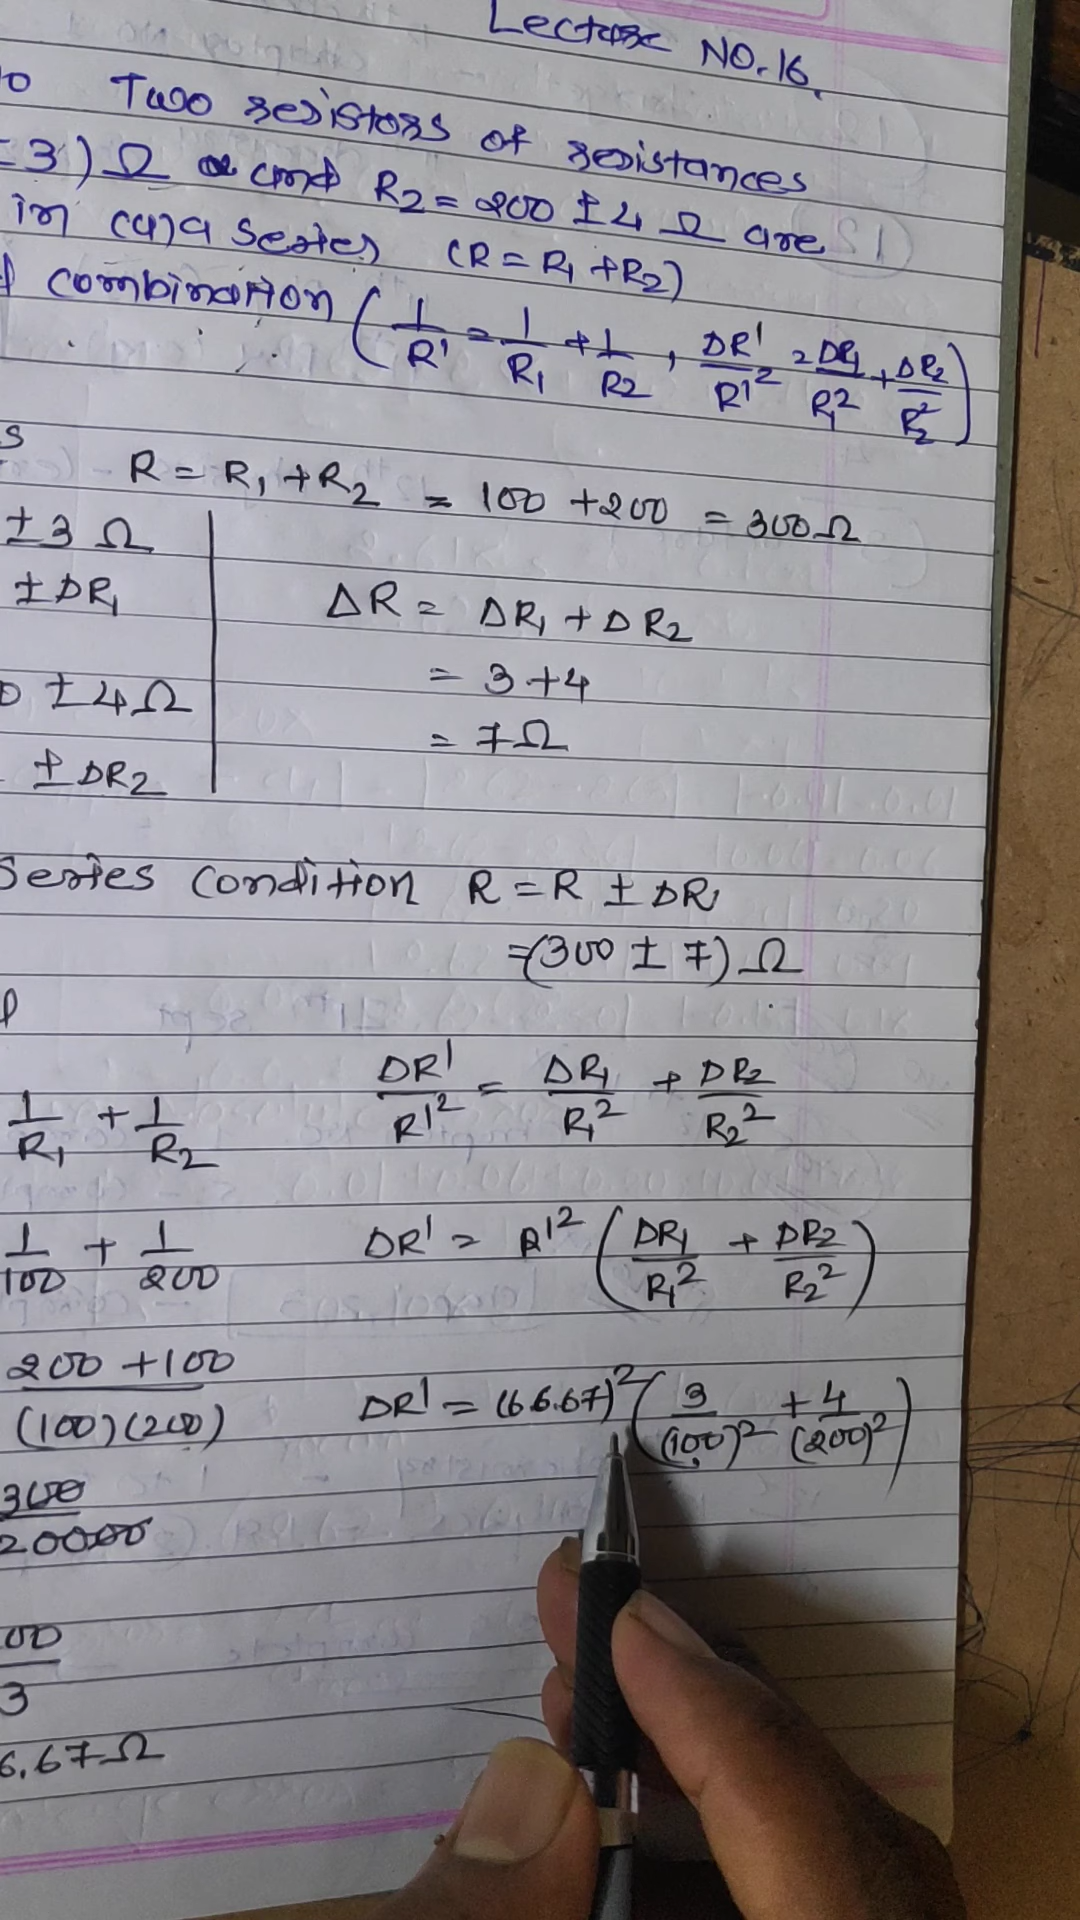 Lecture NO. 16.
Two resistors of resistances
3) Ω and R2 = 200 ± 4 Ω are
in (a) a series (R = R1 + R2)
combination ( 1/R' = 1/R1 + 1/R2 , ΔR'/R'^2 = ΔR1/R1^2 + ΔR2/R2^2 )
s R = R1 + R2 = 100 + 200 = 300 Ω
± 3 Ω
± ΔR1 ΔR = ΔR1 + ΔR2
= 3 + 4
± 4 Ω
= 7 Ω
± ΔR2
Series condition R = R ± ΔR
= (300 ± 7) Ω
1/R1 + 1/R2 ΔR'/R'^2 = ΔR1/R1^2 + ΔR2/R2^2
1/100 + 1/200 ΔR' = R'^2 ( ΔR1/R1^2 + ΔR2/R2^2 )
200 + 100 / (100)(200) ΔR' = (66.67)^2 ( 3/(100)^2 + 4/(200)^2 )
300 / 20000
00 / 3
6.67 Ω